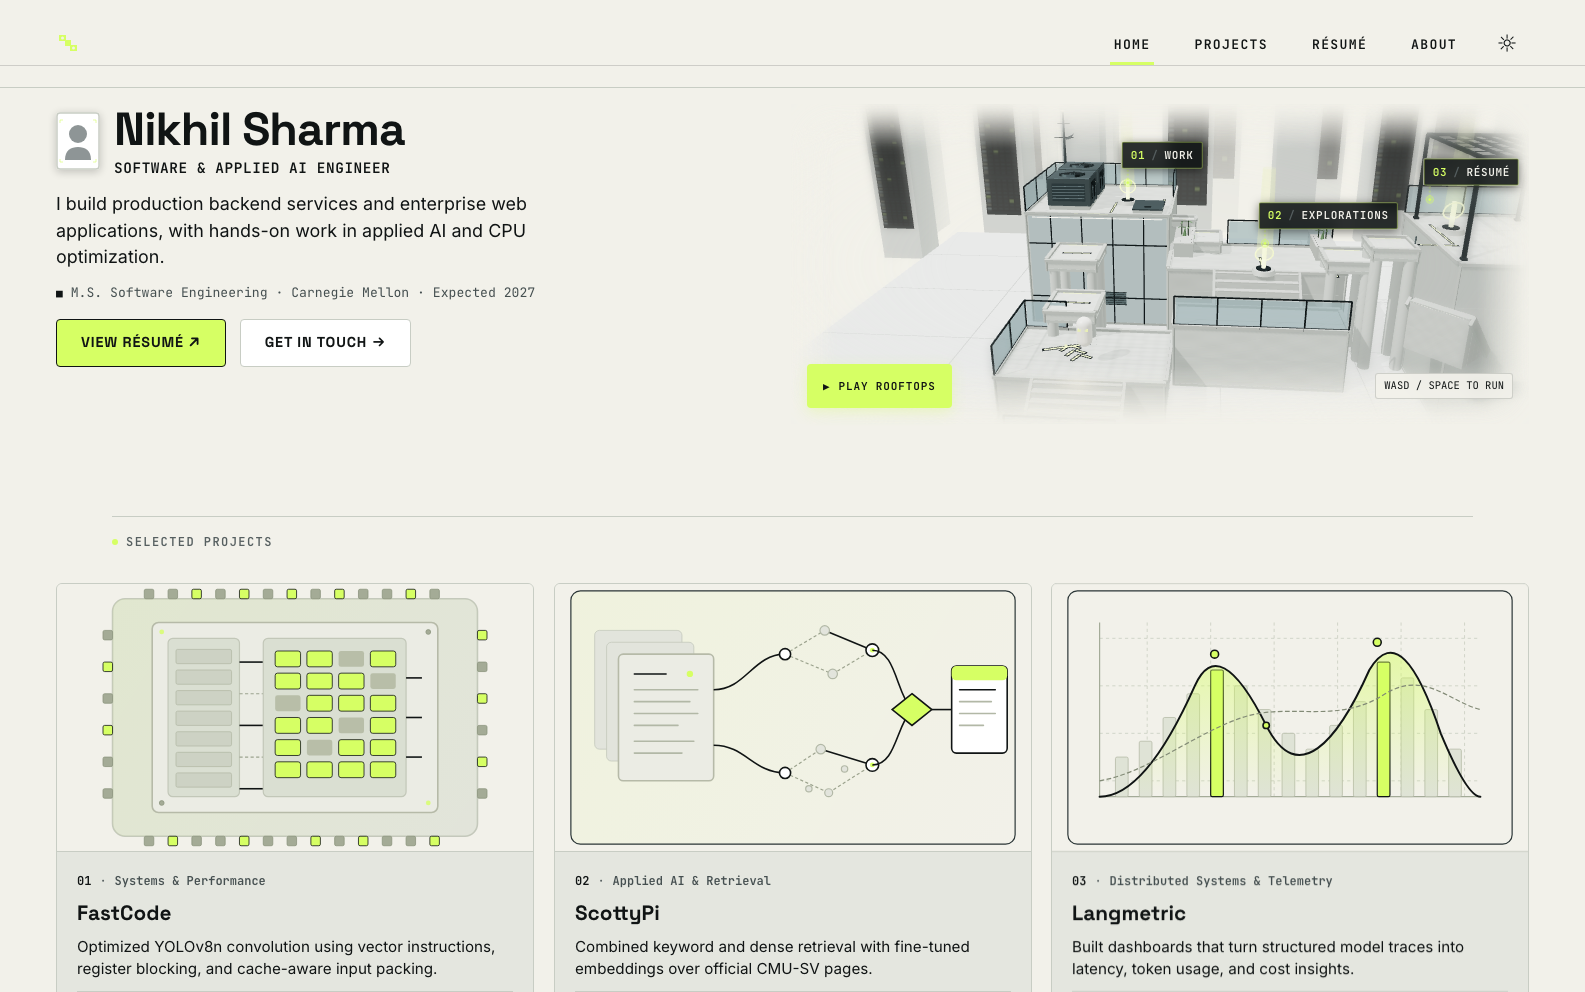 HOME PROJECTS RÉSUMÉ ABOUT
Nikhil Sharma
SOFTWARE & APPLIED AI ENGINEER
I build production backend services and enterprise web
applications, with hands-on work in applied AI and CPU
optimization.
M.S. Software Engineering · Carnegie Mellon · Expected 2027
VIEW RÉSUMÉ ↗
GET IN TOUCH →
01 / WORK
03 / RÉSUMÉ
02 / EXPLORATIONS
▶ PLAY ROOFTOPS
WASD / SPACE TO RUN
SELECTED PROJECTS
01 · Systems & Performance
FastCode
Optimized YOLOv8n convolution using vector instructions,
register blocking, and cache-aware input packing.
02 · Applied AI & Retrieval
ScottyPi
Combined keyword and dense retrieval with fine-tuned
embeddings over official CMU-SV pages.
03 · Distributed Systems & Telemetry
Langmetric
Built dashboards that turn structured model traces into
latency, token usage, and cost insights.